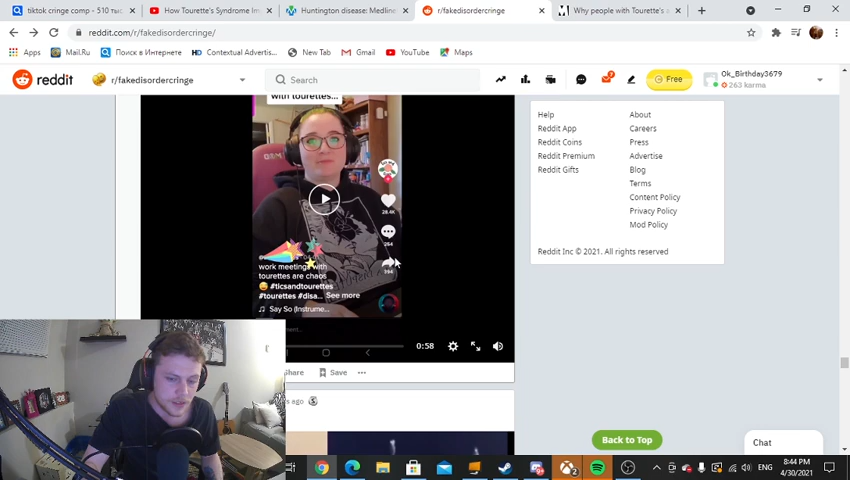 tiktok cringe comp - 510 тыс
How Tourette's Syndrome Im
Huntington disease: Medline
r/fakedisordercringe
Why people with Tourette's a
reddit.com/r/fakedisordercringe/
Apps
Mail.Ru
Поиск в Интернете
Contextual Advertis...
New Tab
Gmail
YouTube
Maps
reddit
r/fakedisordercringe
Search
Free
Ok_Birthday3679
263 karma
with tourettes...
28.4K
264
394
work meetings with
tourettes are chaos
#ticsandtourettes
#tourettes #disa... See more
Say So (Instrume...
0:58
Share
Save
ago
Help
About
Reddit App
Careers
Reddit Coins
Press
Reddit Premium
Advertise
Reddit Gifts
Blog
Terms
Content Policy
Privacy Policy
Mod Policy
Reddit Inc © 2021. All rights reserved
Back to Top
Chat
ENG
8:44 PM
4/30/2021